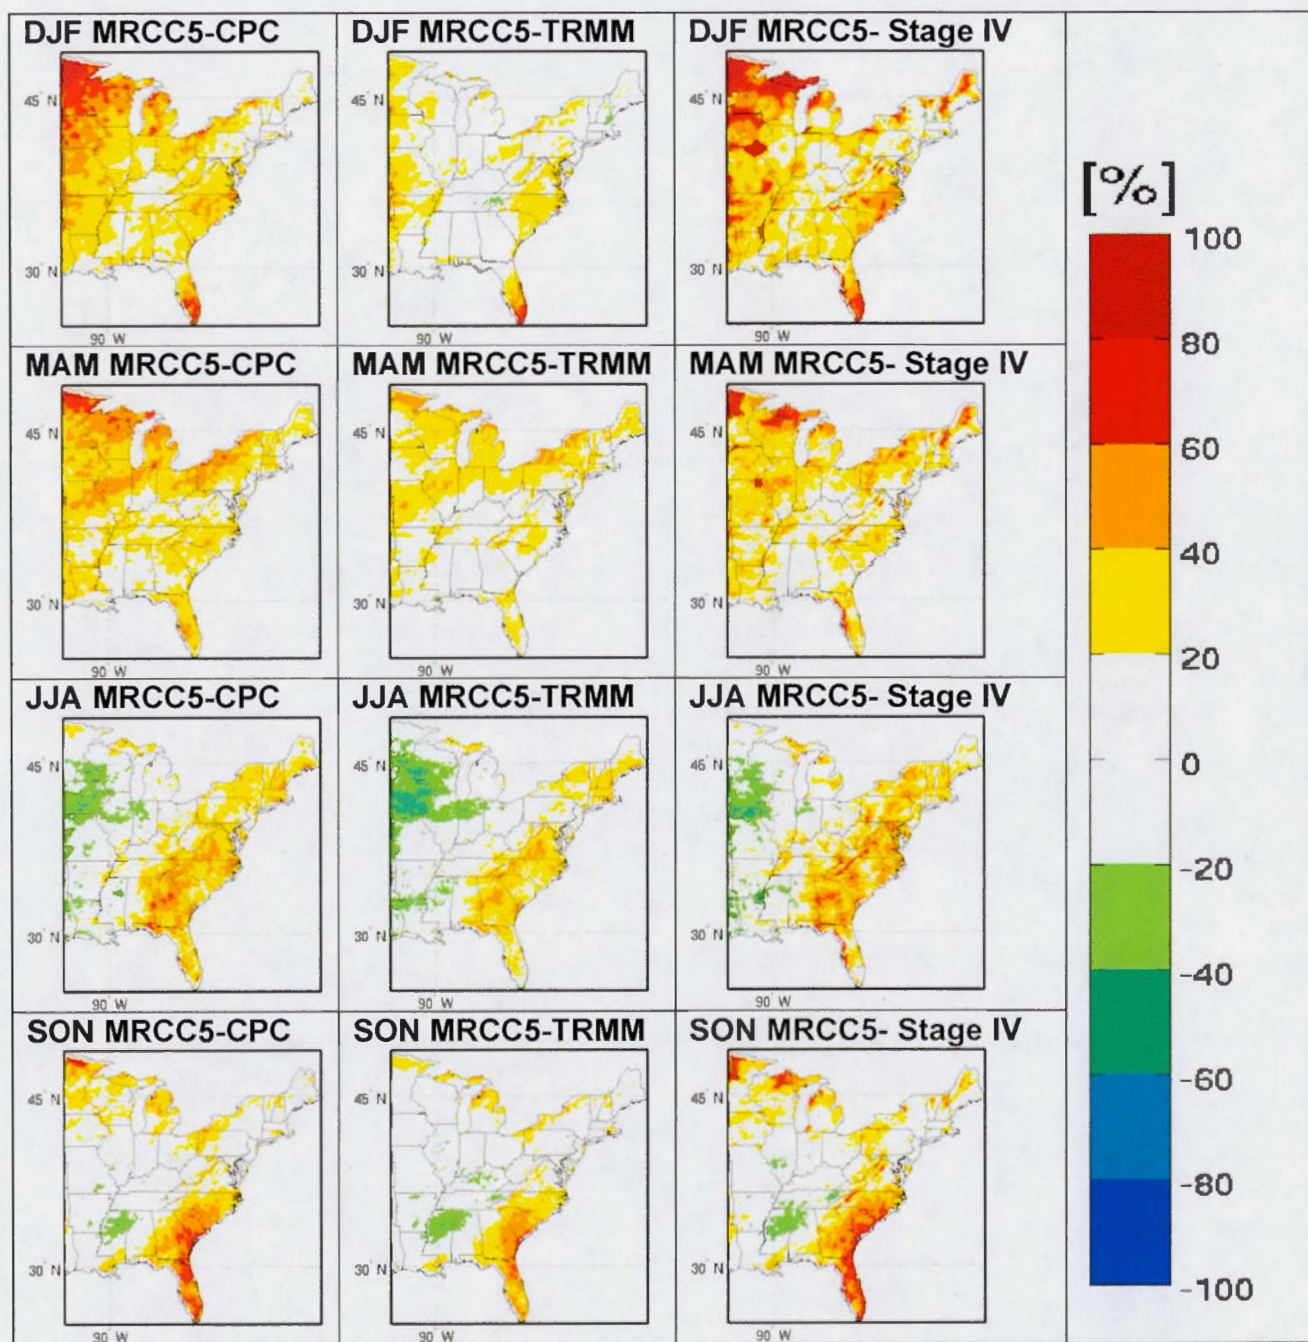 DJF MRCC5-CPC
DJF MRCC5-TRMM
DJF MRCC5- Stage IV
45° N
30° N
90° W
45° N
30° N
90° W
45° N
30° N
90° W
MAM MRCC5-CPC
MAM MRCC5-TRMM
MAM MRCC5- Stage IV
45° N
30° N
90° W
45° N
30° N
90° W
45° N
30° N
90° W
JJA MRCC5-CPC
JJA MRCC5-TRMM
JJA MRCC5- Stage IV
45° N
30° N
90° W
45° N
30° N
90° W
45° N
30° N
90° W
SON MRCC5-CPC
SON MRCC5-TRMM
SON MRCC5- Stage IV
45° N
30° N
90° W
45° N
30° N
90° W
45° N
30° N
90° W
[%]
100
80
60
40
20
0
-20
-40
-60
-80
-100